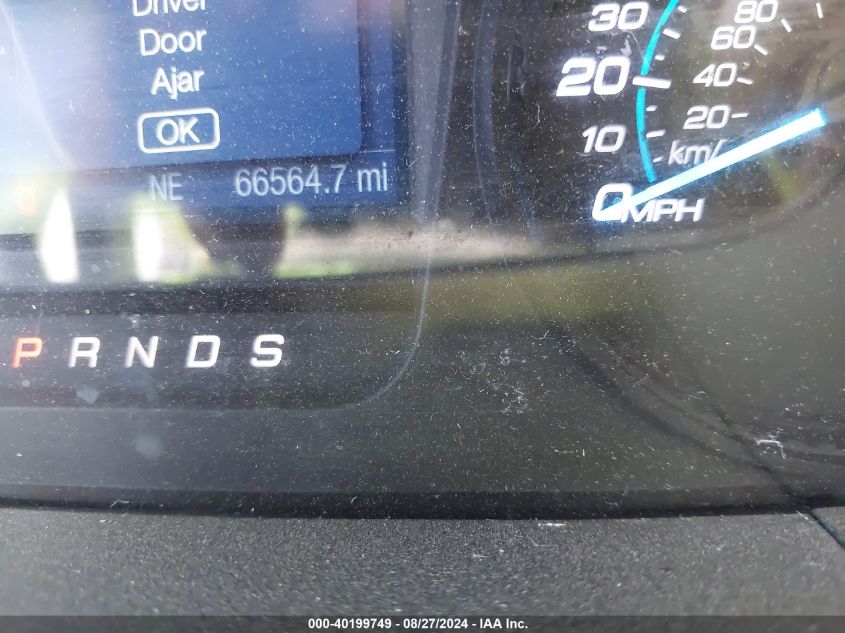 Driver
Door
Ajar
OK
NE 66564.7 mi
30
20
10
0 MPH
80
60
40
20
km/
P R N D S
000-40199749 - 08/27/2024 - IAA Inc.